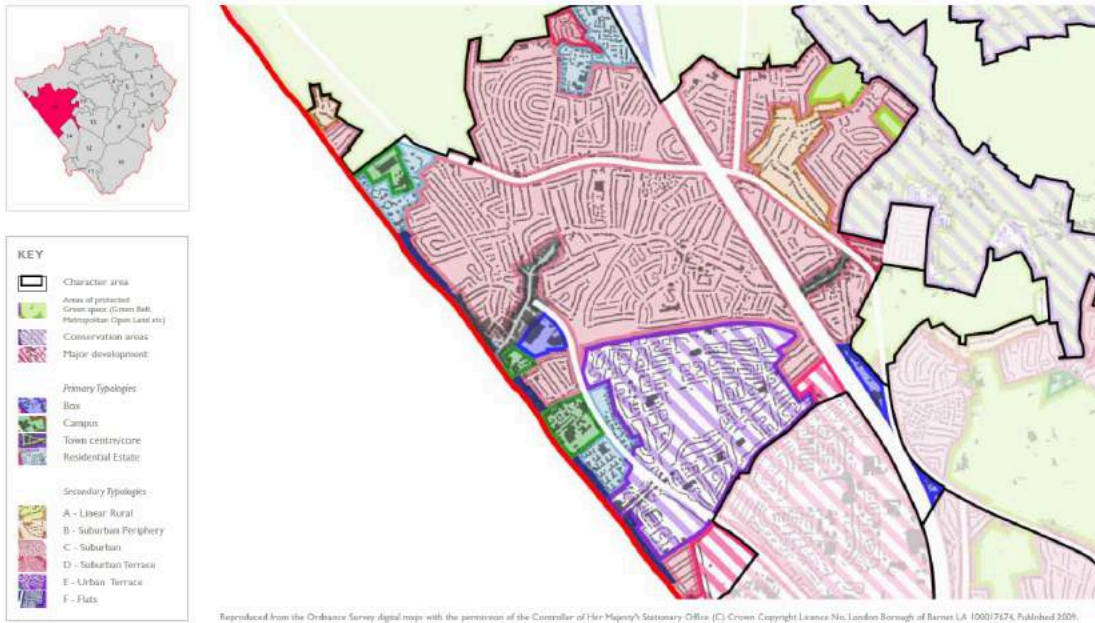 KEY
Character area
Areas of protected
Green space (Green Belt,
Metropolitan Open Land etc)
Conservation areas
Major development
Primary Typologies
Box
Campus
Town centre/core
Residential Estate
Secondary Typologies
A - Linear Rural
B - Suburban Periphery
C - Suburban
D - Suburban Terrace
E - Urban Terrace
F - Flats
Reproduced from the Ordnance Survey digital maps with the permission of the Controller of Her Majesty's Stationary Office (C) Crown Copyright Licence No. London Borough of Barnet LA 100017674, Published 2009.